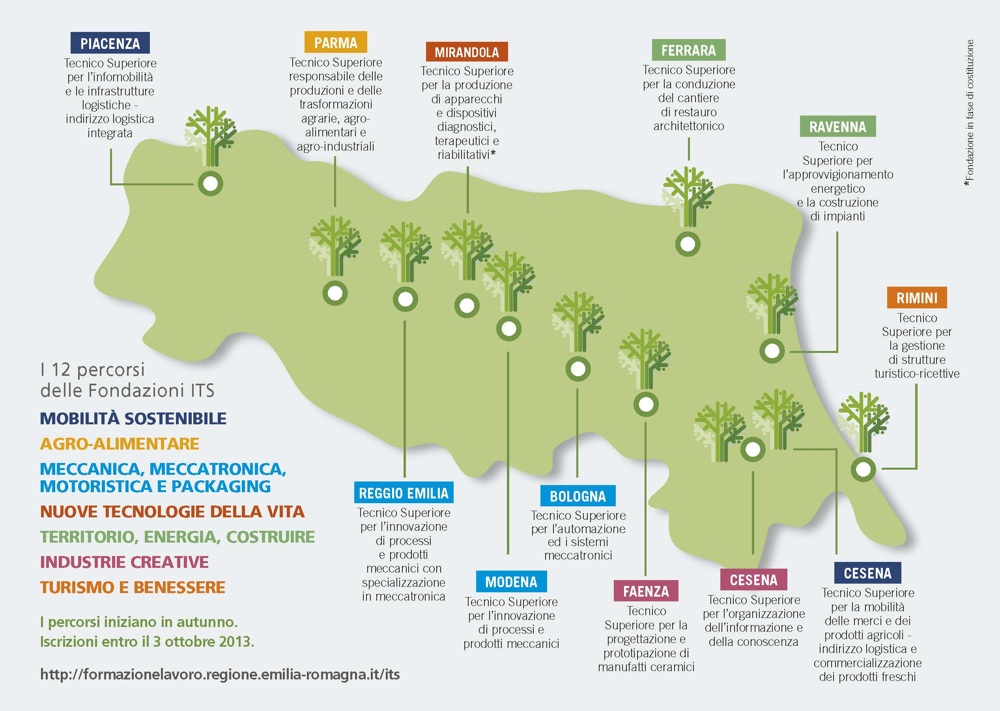 PIACENZA
Tecnico Superiore
per l'infomobilità
e le infrastrutture
logistiche -
indirizzo logistica
integrata
PARMA
Tecnico Superiore
responsabile delle
produzioni e delle
trasformazioni
agrarie, agro-
alimentari e
agro-industriali
MIRANDOLA
Tecnico Superiore
per la produzione
di apparecchi
e dispositivi
diagnostici,
terapeutici e
riabilitativi*
FERRARA
Tecnico Superiore
per la conduzione
del cantiere
di restauro
architettonico
RAVENNA
Tecnico
Superiore per
l'approvvigionamento
energetico
e la costruzione
di impianti
*Fondazione in fase di costituzione
RIMINI
Tecnico
Superiore per
la gestione
di strutture
turistico-ricettive
I 12 percorsi
delle Fondazioni ITS
MOBILITÀ SOSTENIBILE
AGRO-ALIMENTARE
MECCANICA, MECCATRONICA,
MOTORISTICA E PACKAGING
NUOVE TECNOLOGIE DELLA VITA
TERRITORIO, ENERGIA, COSTRUIRE
INDUSTRIE CREATIVE
TURISMO E BENESSERE
I percorsi iniziano in autunno.
Iscrizioni entro il 3 ottobre 2013.
http://formazionelavoro.regione.emilia-romagna.it/its
REGGIO EMILIA
Tecnico Superiore
per l'innovazione
di processi
e prodotti
meccanici con
specializzazione
in meccatronica
MODENA
Tecnico Superiore
per l'innovazione
di processi e
prodotti meccanici
BOLOGNA
Tecnico Superiore
per l'automazione
ed i sistemi
meccatronici
FAENZA
Tecnico
Superiore per la
progettazione e
prototipazione di
manufatti ceramici
CESENA
Tecnico Superiore
per l'organizzazione
dell'informazione e
della conoscenza
CESENA
Tecnico Superiore
per la mobilità
delle merci e dei
prodotti agricoli -
indirizzo logistica e
commercializzazione
dei prodotti freschi